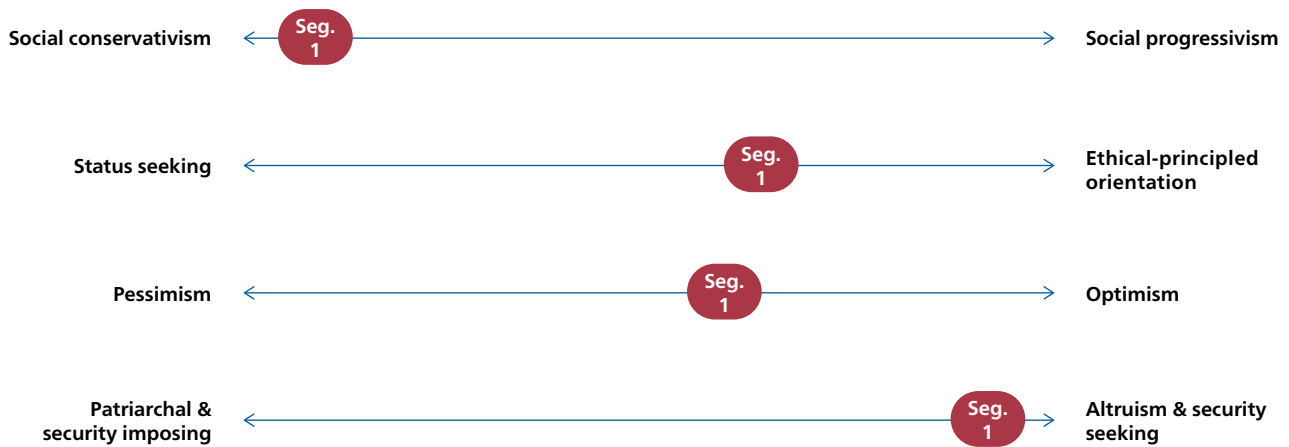 Social conservativism
Seg.
1
Social progressivism
Status seeking
Seg.
1
Ethical-principled
orientation
Pessimism
Seg.
1
Optimism
Patriarchal &
security imposing
Seg.
1
Altruism & security
seeking